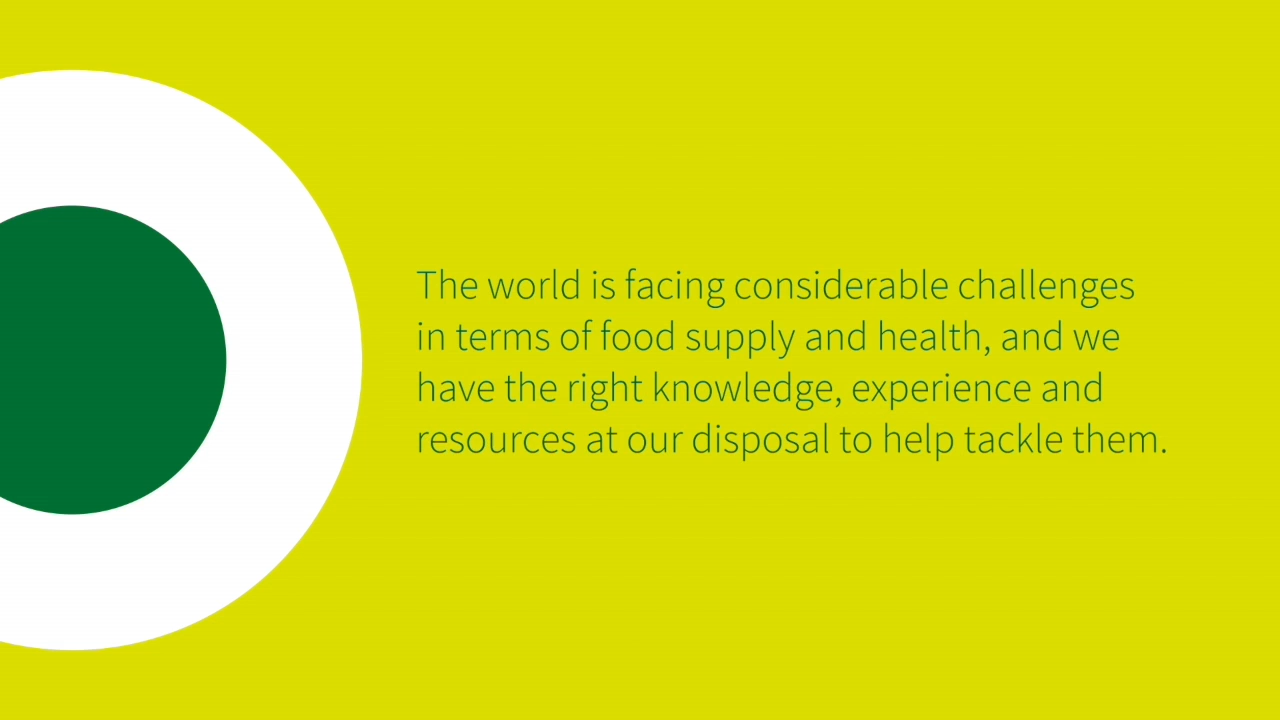 The world is facing considerable challenges
in terms of food supply and health, and we
have the right knowledge, experience and
resources at our disposal to help tackle them.